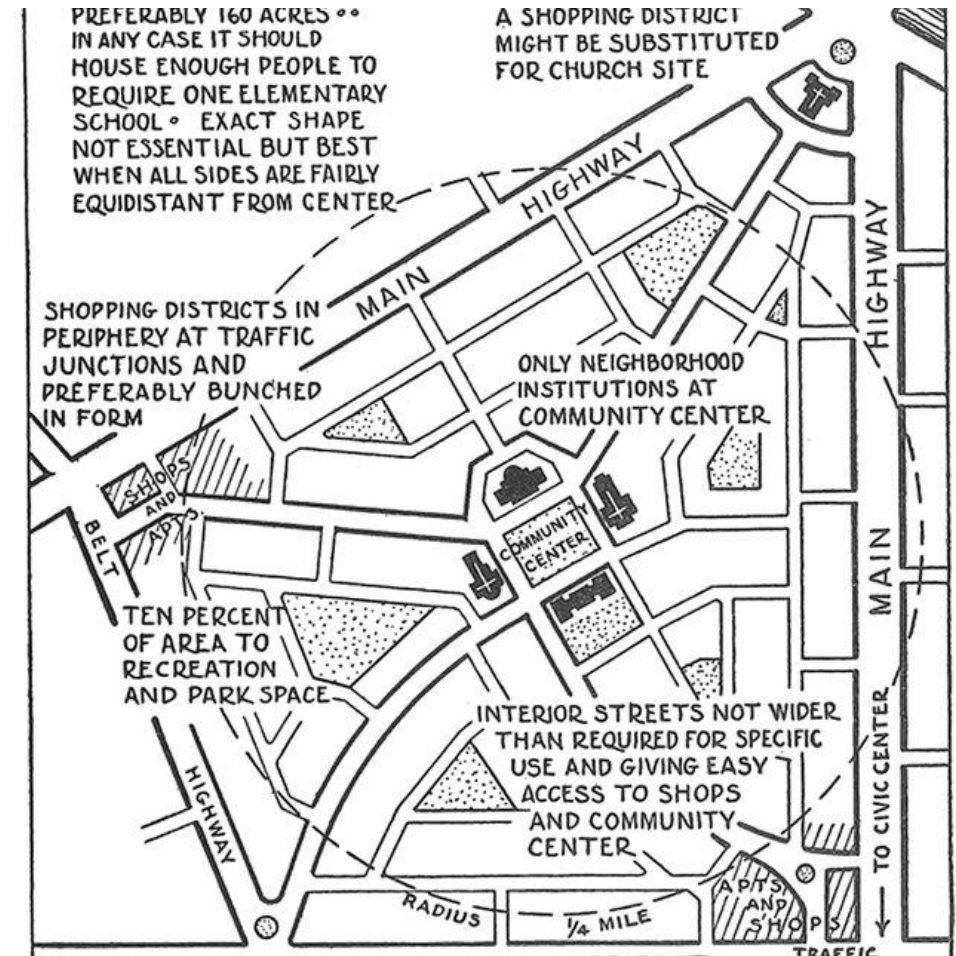 PREFERABLY 160 ACRES ∘∘
IN ANY CASE IT SHOULD
HOUSE ENOUGH PEOPLE TO
REQUIRE ONE ELEMENTARY
SCHOOL ∘ EXACT SHAPE
NOT ESSENTIAL BUT BEST
WHEN ALL SIDES ARE FAIRLY
EQUIDISTANT FROM CENTER
A SHOPPING DISTRICT
MIGHT BE SUBSTITUTED
FOR CHURCH SITE
MAIN HIGHWAY
HIGHWAY
MAIN
SHOPPING DISTRICTS IN
PERIPHERY AT TRAFFIC
JUNCTIONS AND
PREFERABLY BUNCHED
IN FORM
ONLY NEIGHBORHOOD
INSTITUTIONS AT
COMMUNITY CENTER
SHOPS
AND
APTS
BELT
COMMUNITY
CENTER
TEN PERCENT
OF AREA TO
RECREATION
AND PARK SPACE
INTERIOR STREETS NOT WIDER
THAN REQUIRED FOR SPECIFIC
USE AND GIVING EASY
ACCESS TO SHOPS
AND COMMUNITY
CENTER
HIGHWAY
TO CIVIC CENTER
RADIUS 1/4 MILE
APTS
AND
SHOPS
TRAFFIC